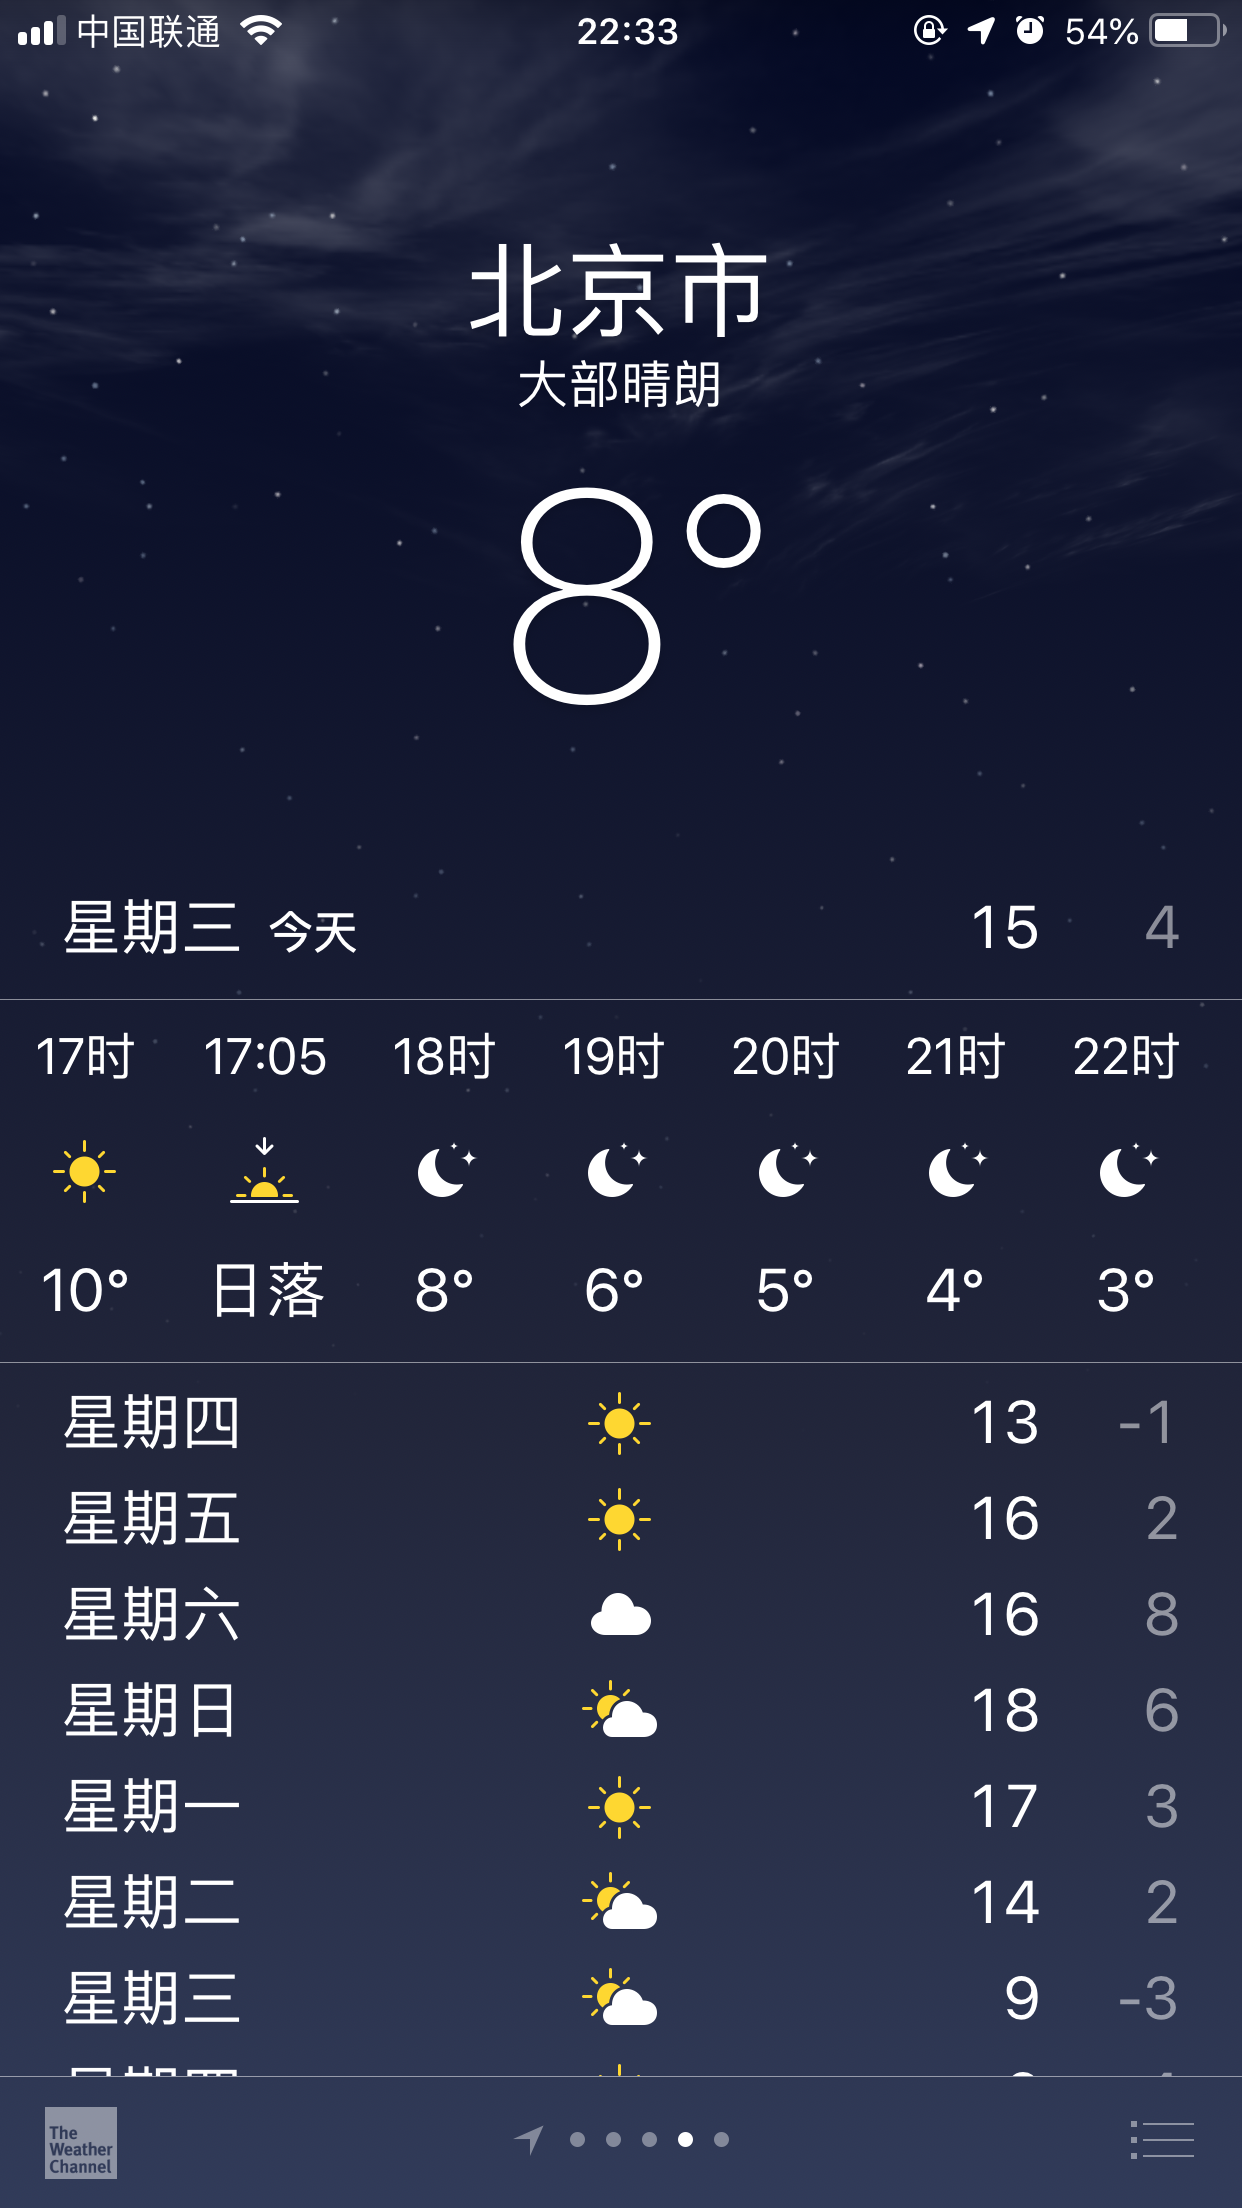 中国联通 22:33 54%
北京市
大部晴朗
8°
星期三 今天 15 4
17时 17:05 18时 19时 20时 21时 22时
10° 日落 8° 6° 5° 4° 3°
星期四 13 -1
星期五 16 2
星期六 16 8
星期日 18 6
星期一 17 3
星期二 14 2
星期三 9 -3
The
Weather
Channel